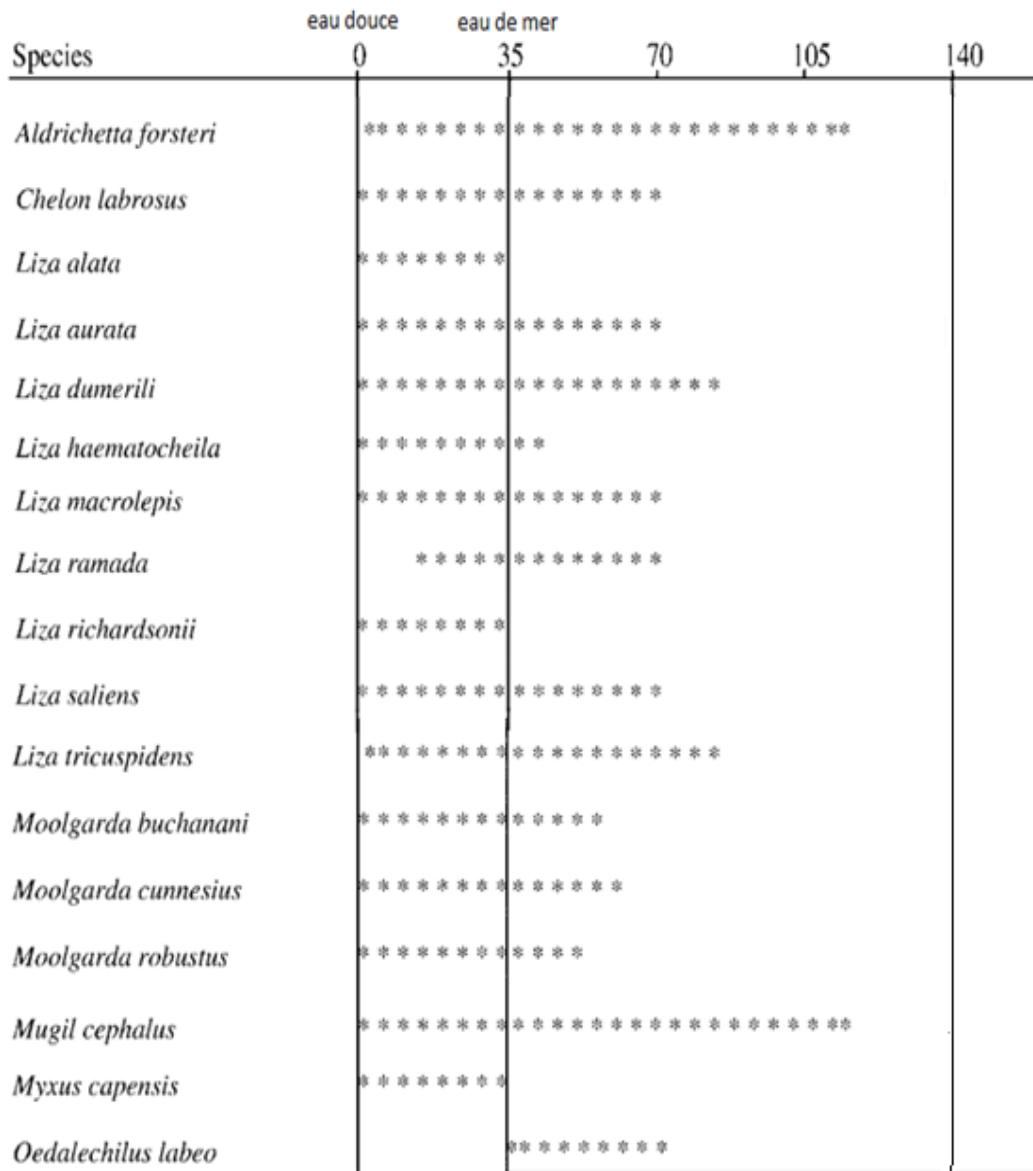 eau douce eau de mer
Species 0 35 70 105 140
Aldrichetta forsteri
Chelon labrosus
Liza alata
Liza aurata
Liza dumerili
Liza haematocheila
Liza macrolepis
Liza ramada
Liza richardsonii
Liza saliens
Liza tricuspidens
Moolgarda buchanani
Moolgarda cunnesius
Moolgarda robustus
Mugil cephalus
Myxus capensis
Oedalechilus labeo